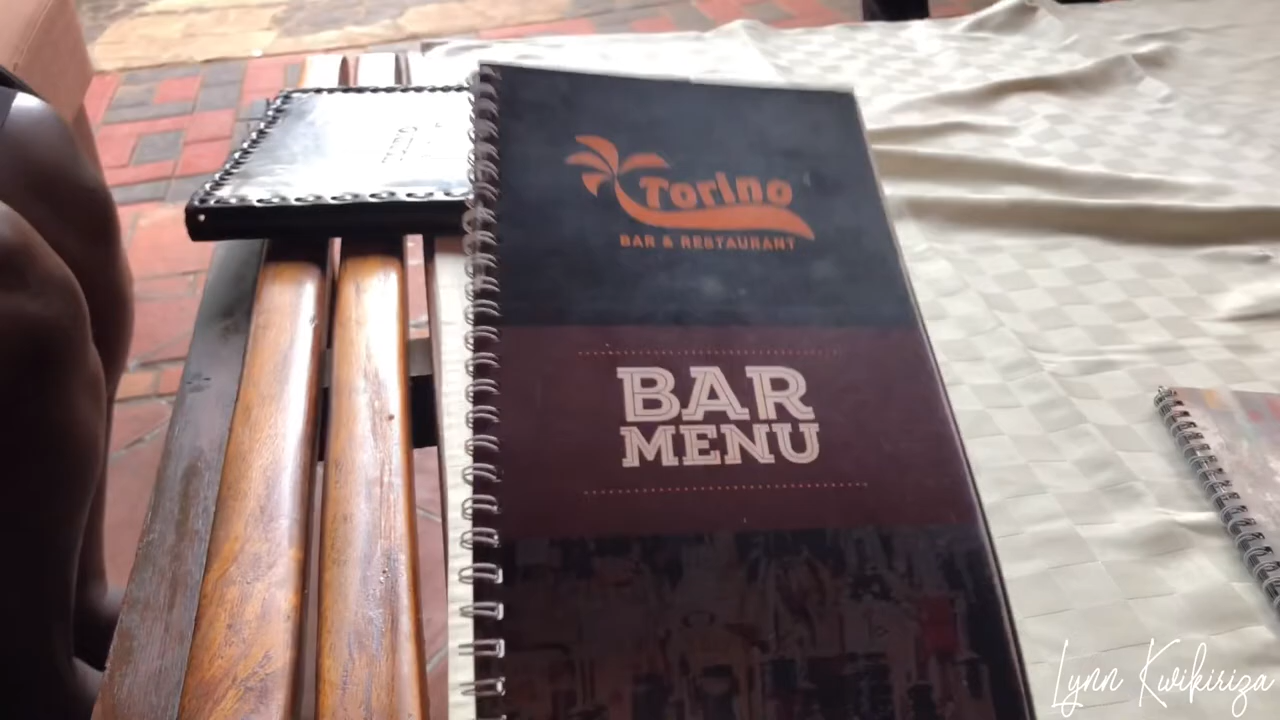 Torino
BAR & RESTAURANT
BAR
MENU
Lynn Kwikiriza